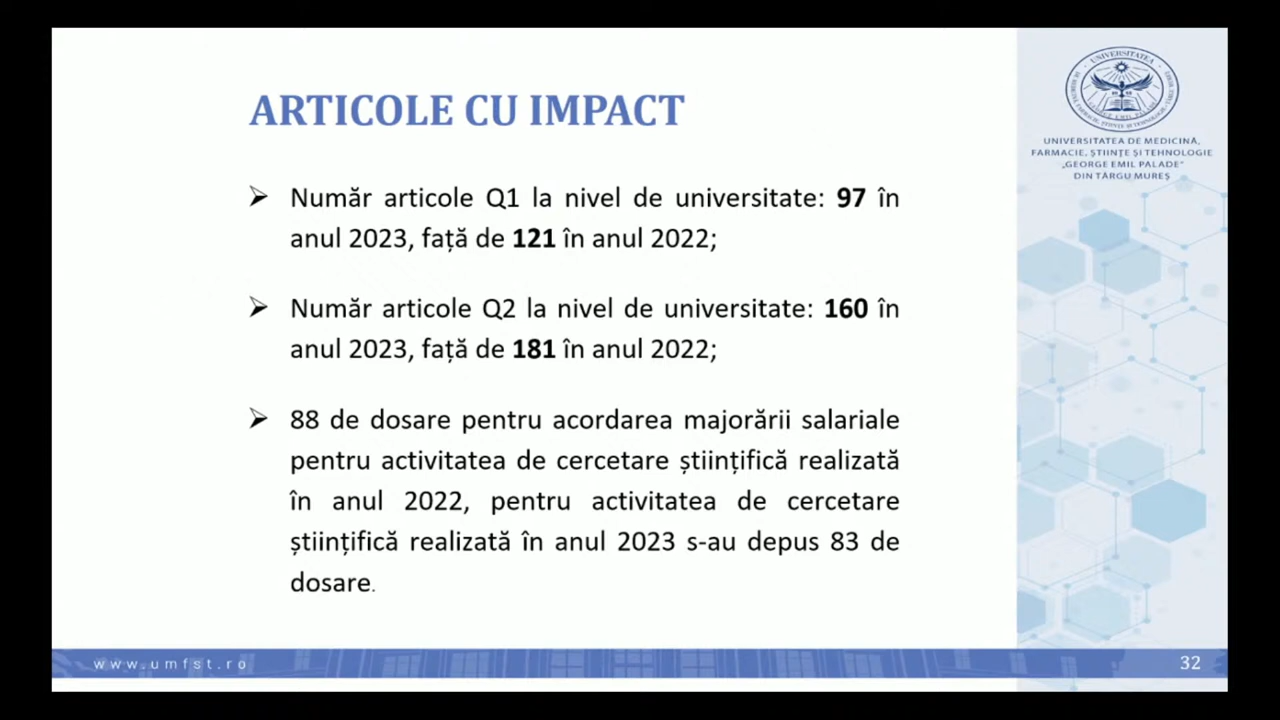 ARTICOLE CU IMPACT
➢ Număr articole Q1 la nivel de universitate: 97 în
anul 2023, față de 121 în anul 2022;
➢ Număr articole Q2 la nivel de universitate: 160 în
anul 2023, față de 181 în anul 2022;
➢ 88 de dosare pentru acordarea majorării salariale
pentru activitatea de cercetare științifică realizată
în anul 2022, pentru activitatea de cercetare
științifică realizată în anul 2023 s-au depus 83 de
dosare.
UNIVERSITATEA DE MEDICINĂ,
FARMACIE, ȘTIINȚE ȘI TEHNOLOGIE
„GEORGE EMIL PALADE”
DIN TÂRGU MUREȘ
www.umfst.ro
32